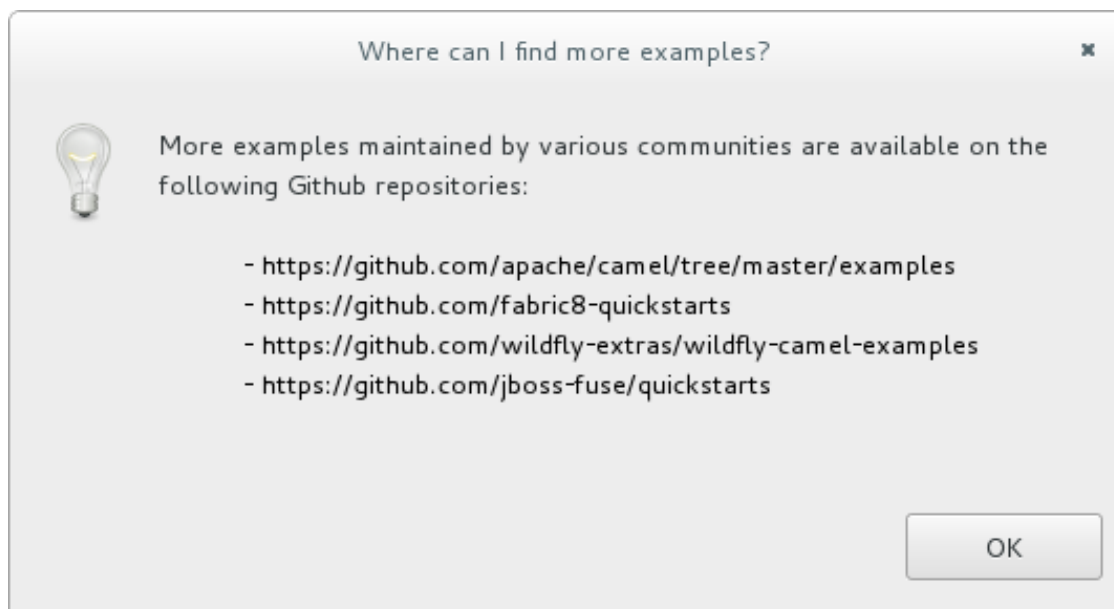 Where can I find more examples?
More examples maintained by various communities are available on the
following Github repositories:
- https://github.com/apache/camel/tree/master/examples
- https://github.com/fabric8-quickstarts
- https://github.com/wildfly-extras/wildfly-camel-examples
- https://github.com/jboss-fuse/quickstarts
OK